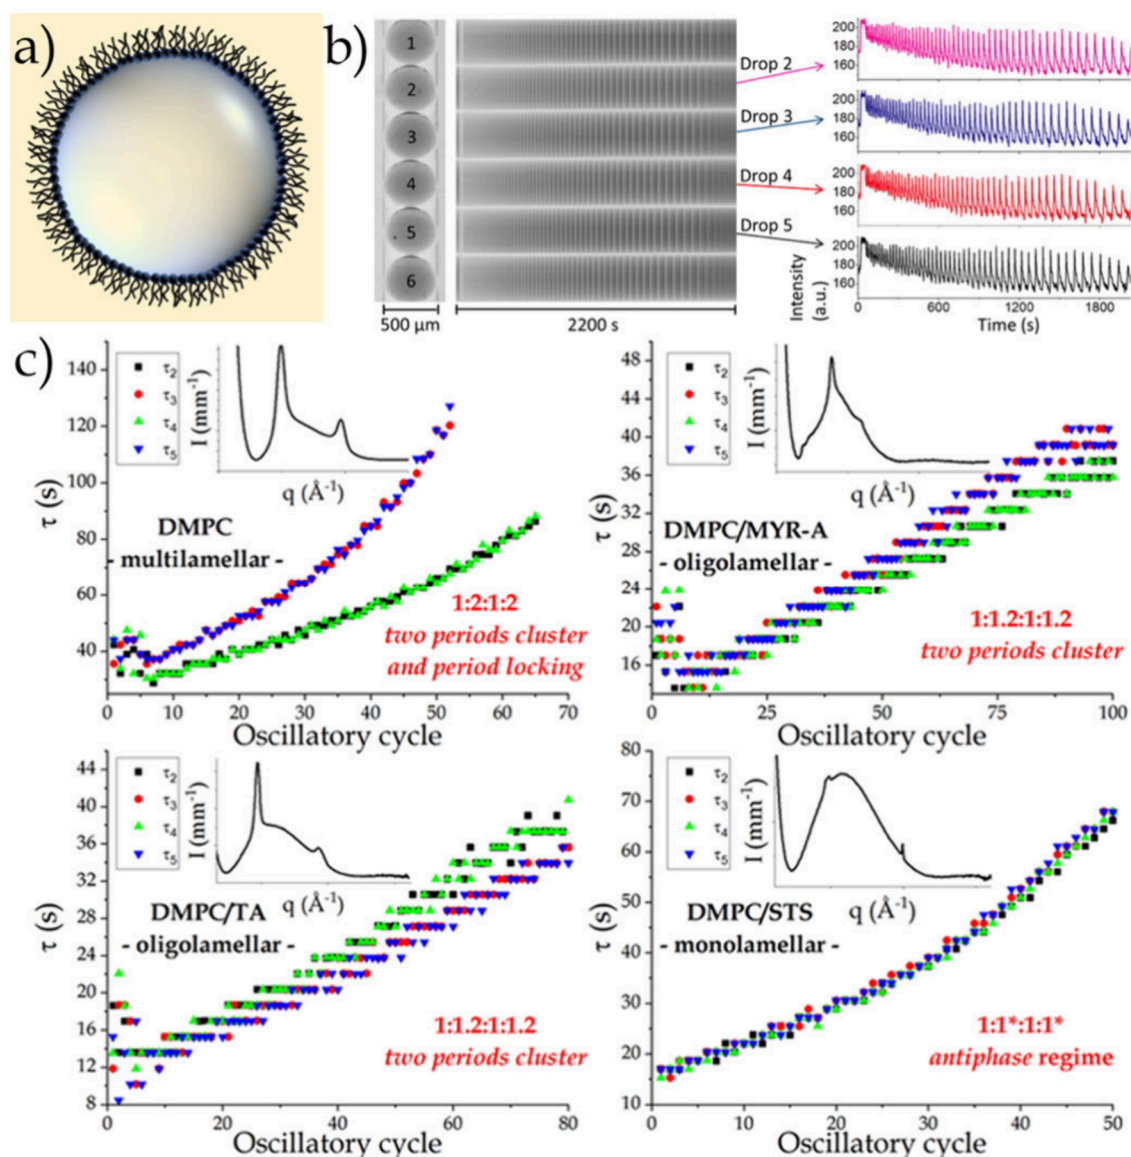 a)
b)
1
2
3
4
5
6
500 μm
2200 s
Drop 2
Drop 3
Drop 4
Drop 5
200
180
160
200
180
160
200
180
160
200
180
160
Intensity
(a.u.)
0 600 1200 1800
Time (s)
c)
140
120
100
80
60
40
τ (s)
τ2
τ3
τ4
τ5
I (mm-1)
q (Å-1)
DMPC
- multilamellar -
1:2:1:2
two periods cluster
and period locking
0 10 20 30 40 50 60 70
Oscillatory cycle
48
44
40
36
32
28
24
20
16
τ (s)
τ2
τ3
τ4
τ5
I (mm-1)
q (Å-1)
DMPC/MYR-A
- oligolamellar -
1:1.2:1:1.2
two periods cluster
0 25 50 75 100
Oscillatory cycle
44
40
36
32
28
24
20
16
12
8
τ (s)
τ2
τ3
τ4
τ5
I (mm-1)
q (Å-1)
DMPC/TA
- oligolamellar -
1:1.2:1:1.2
two periods cluster
0 20 40 60 80
Oscillatory cycle
80
70
60
50
40
30
20
10
τ (s)
τ2
τ3
τ4
τ5
I (mm-1)
q (Å-1)
DMPC/STS
- monolamellar -
1:1*:1:1*
antiphase regime
0 10 20 30 40 50
Oscillatory cycle